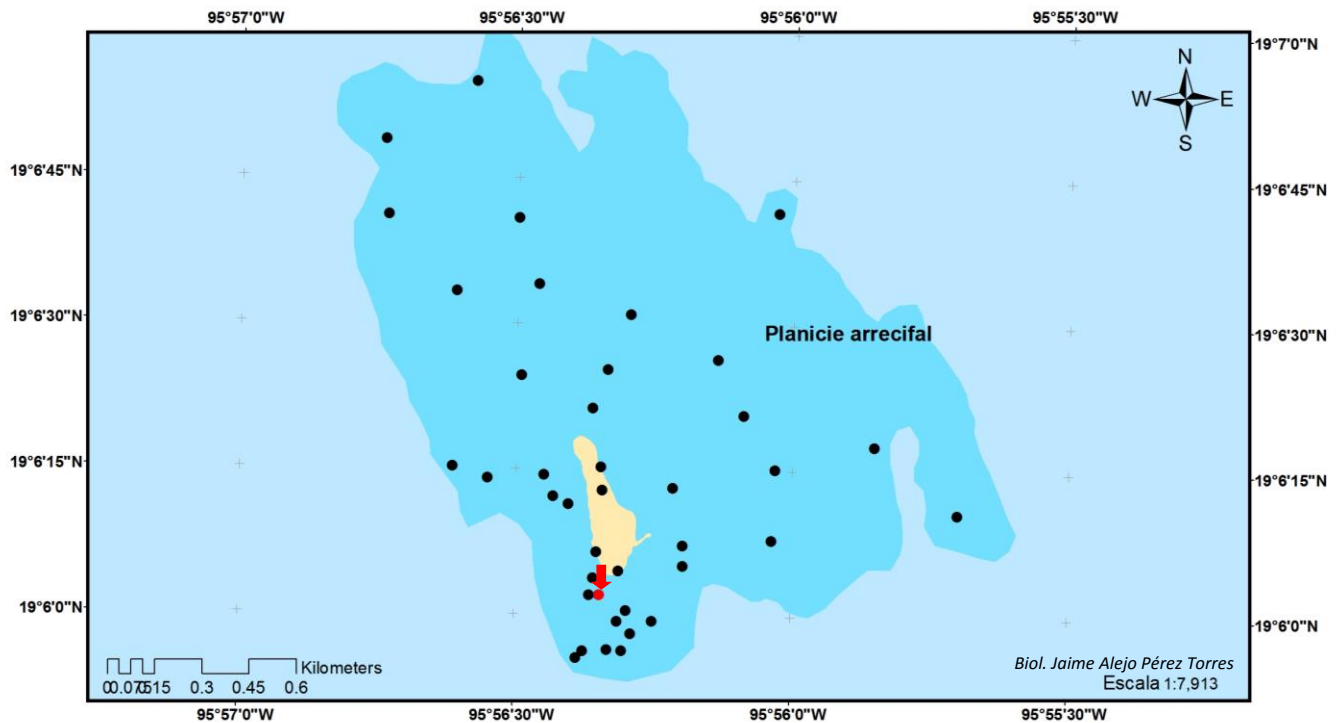 95°57'0"W 95°56'30"W 95°56'0"W 95°55'30"W
19°7'0"N
N
W E
S
19°6'45"N 19°6'45"N
19°6'30"N 19°6'30"N
Planicie arrecifal
19°6'15"N 19°6'15"N
19°6'0"N 19°6'0"N
Kilometers
0 0.075 0.15 0.3 0.45 0.6
Biol. Jaime Alejo Pérez Torres
Escala 1:7,913
95°57'0"W 95°56'30"W 95°56'0"W 95°55'30"W